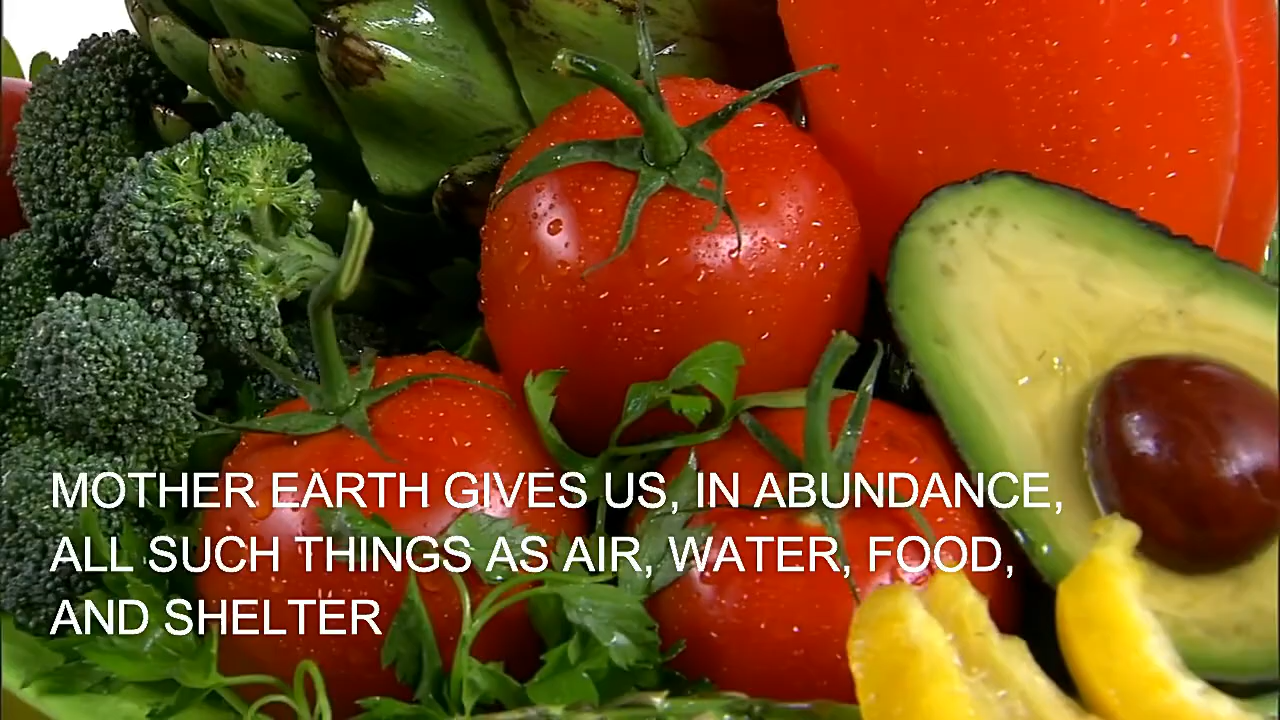 MOTHER EARTH GIVES US, IN ABUNDANCE,
ALL SUCH THINGS AS AIR, WATER, FOOD,
AND SHELTER